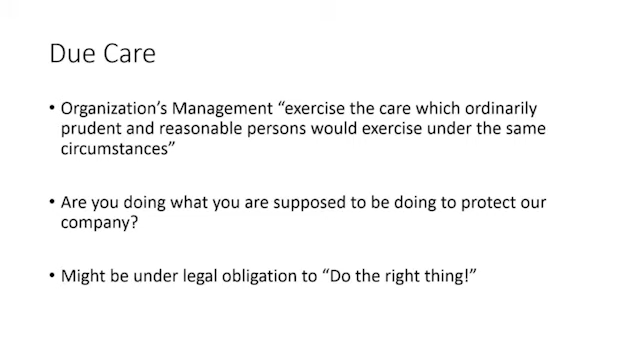 Due Care
• Organization’s Management “exercise the care which ordinarily
prudent and reasonable persons would exercise under the same
circumstances”
• Are you doing what you are supposed to be doing to protect our
company?
• Might be under legal obligation to “Do the right thing!”